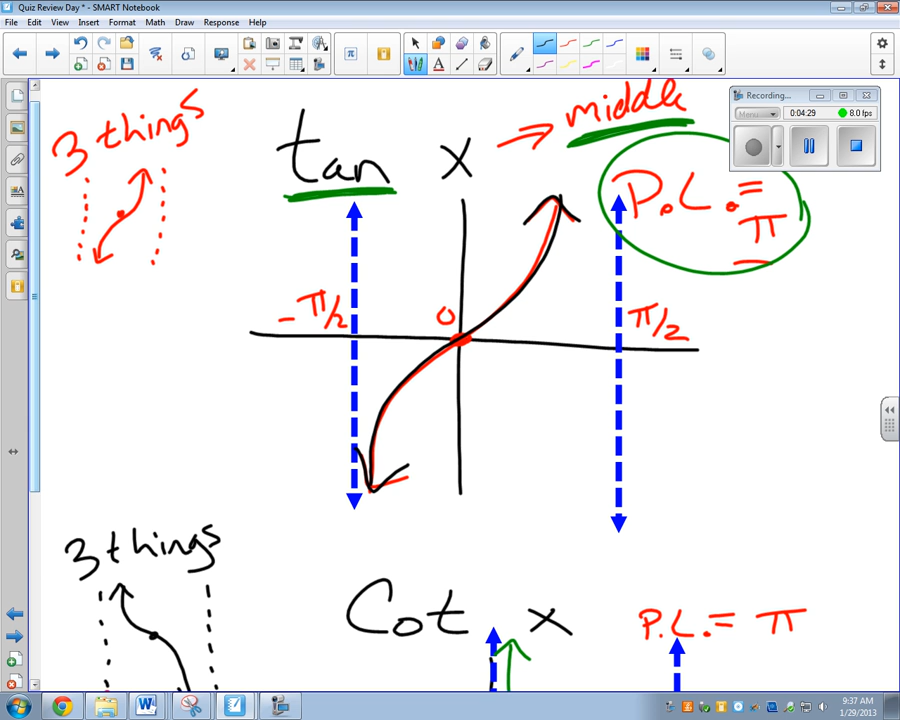 Quiz Review Day * - SMART Notebook
File Edit View Insert Format Math Draw Response Help
Recording...
Menu
0:04:29 8.0 fps
3 things
tan x → middle
P.L. = π
-π/2 0 π/2
3 things
Cot x P.L. = π
9:37 AM
1/29/2013